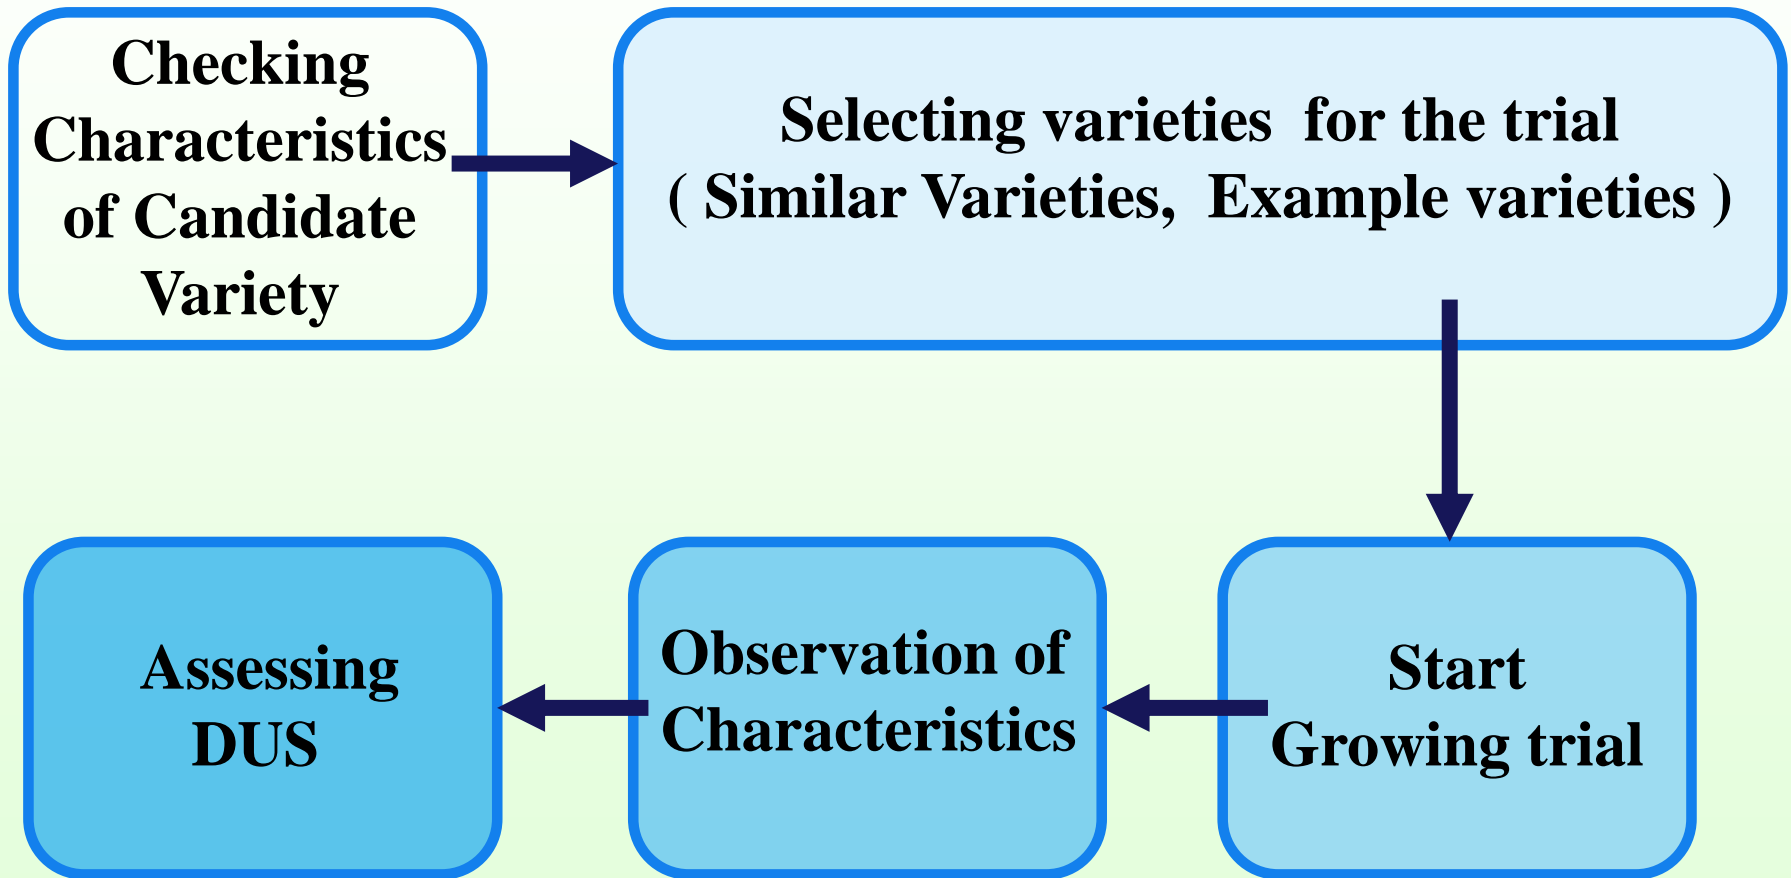 Checking
Characteristics
of Candidate
Variety
Selecting varieties  for the trial
( Similar Varieties,  Example varieties )
Start
Growing trial
Observation of
Characteristics
Assessing
DUS